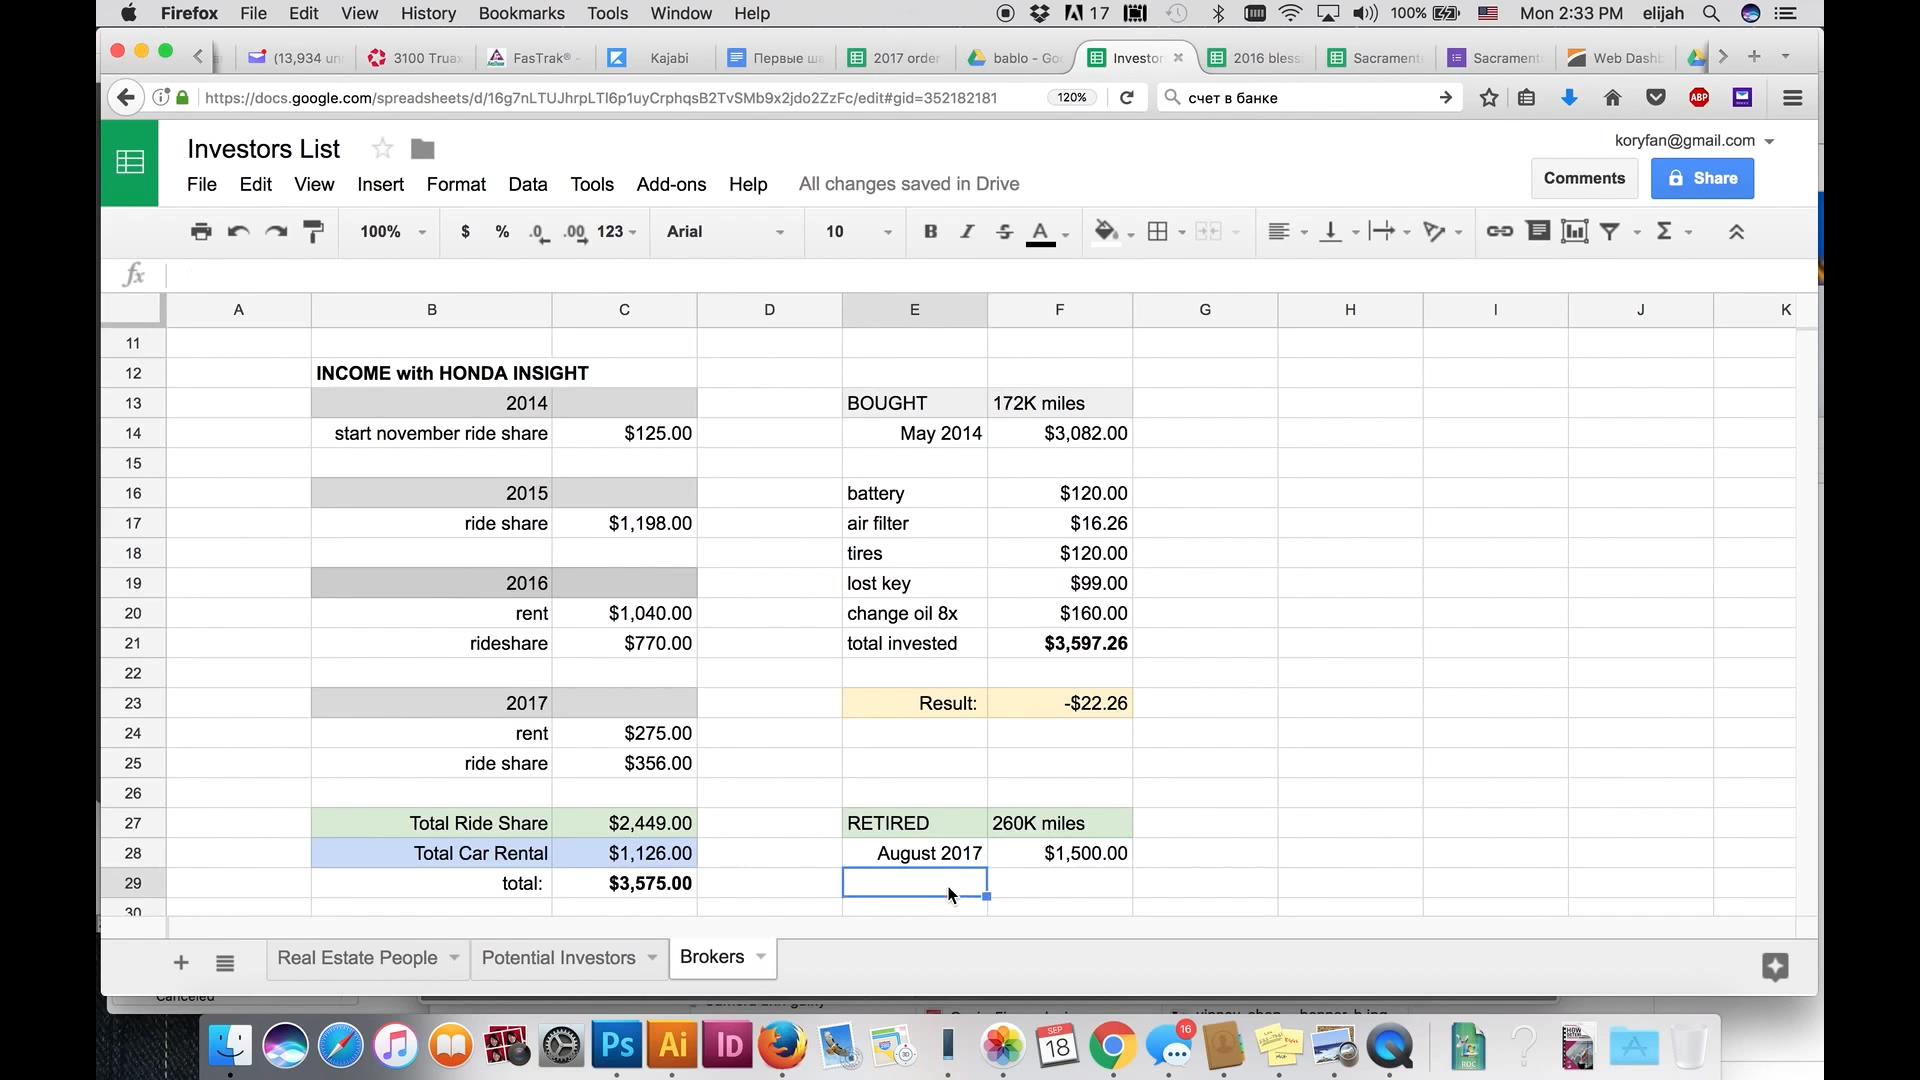 Firefox File Edit View History Bookmarks Tools Window Help 17 100% Mon 2:33 PM elijah
(13,934 un 3100 Trua FasTrak® - Kajabi Первые ша 2017 order bablo - Go Investor 2016 bless Sacrament Sacrament Web Dashb
https://docs.google.com/spreadsheets/d/16g7nLTUJhrpLTl6p1uyCrphqsB2TvSMb9x2jdo2ZzFc/edit#gid=352182181 120% счет в банке ABP
Investors List koryfan@gmail.com
File Edit View Insert Format Data Tools Add-ons Help All changes saved in Drive Comments Share
100% $ % .0 .00 123 Arial 10 B I S A Σ
fx
A B C D E F G H I J K
11
12 INCOME with HONDA INSIGHT
13 2014 BOUGHT 172K miles
14 start november ride share $125.00 May 2014 $3,082.00
15
16 2015 battery $120.00
17 ride share $1,198.00 air filter $16.26
18 tires $120.00
19 2016 lost key $99.00
20 rent $1,040.00 change oil 8x $160.00
21 rideshare $770.00 total invested $3,597.26
22
23 2017 Result: -$22.26
24 rent $275.00
25 ride share $356.00
26
27 Total Ride Share $2,449.00 RETIRED 260K miles
28 Total Car Rental $1,126.00 August 2017 $1,500.00
29 total: $3,575.00
30
+ Real Estate People Potential Investors Brokers
Canceled
Ps Ai Id SEP 18 16